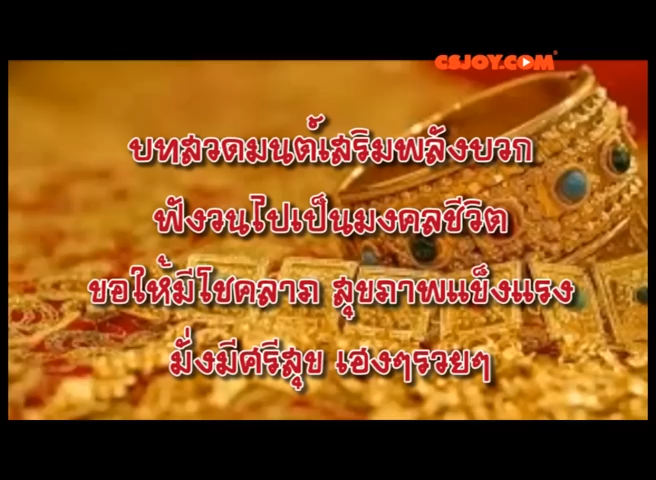 CSJOY.COM
บทสวดมนต์เสริมพลังบวก
ฟังวนไปเป็นมงคลชีวิต
ขอให้มีโชคลาภ สุขภาพแข็งแรง
มั่งมีศรีสุข เฮงๆรวยๆ